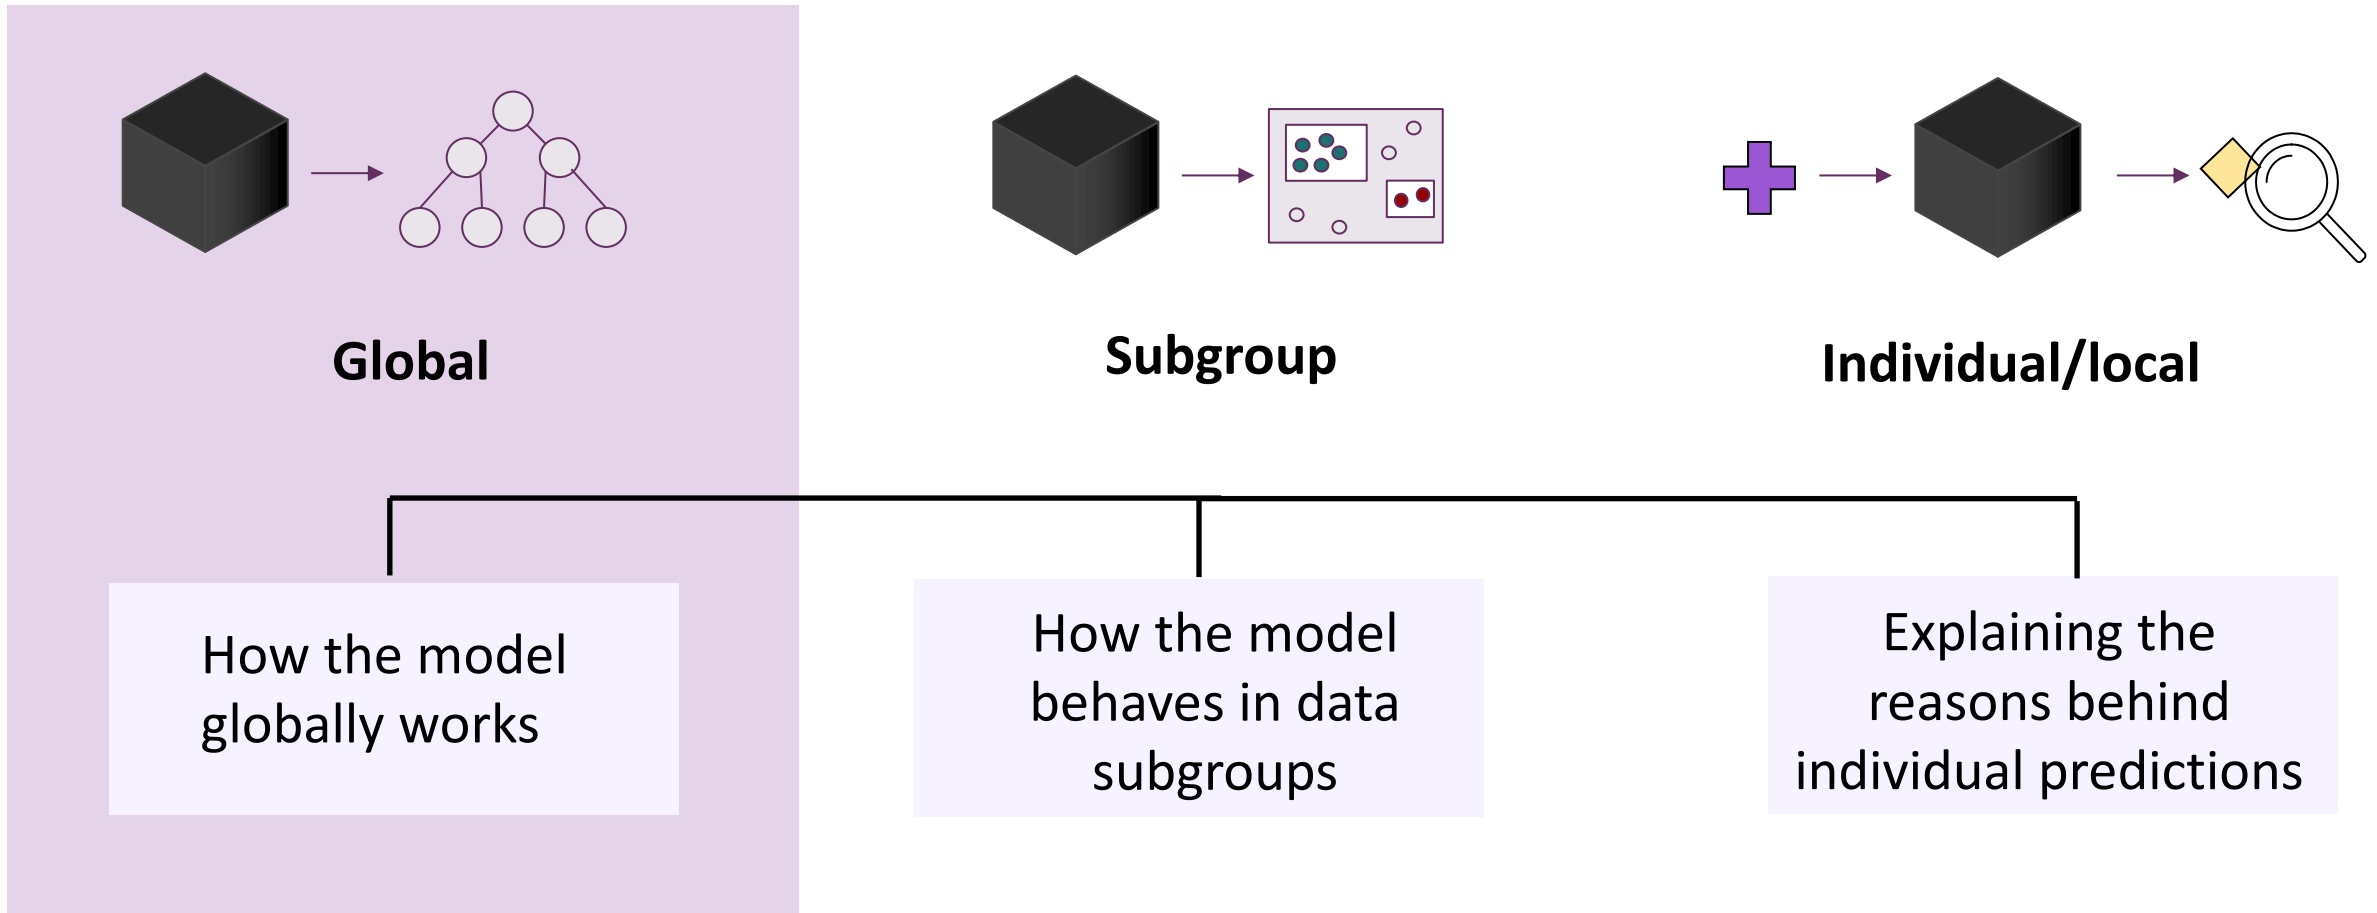 Global
Subgroup
Individual/local
How the model
globally works
How the model
behaves in data
subgroups
Explaining the
reasons behind
individual predictions